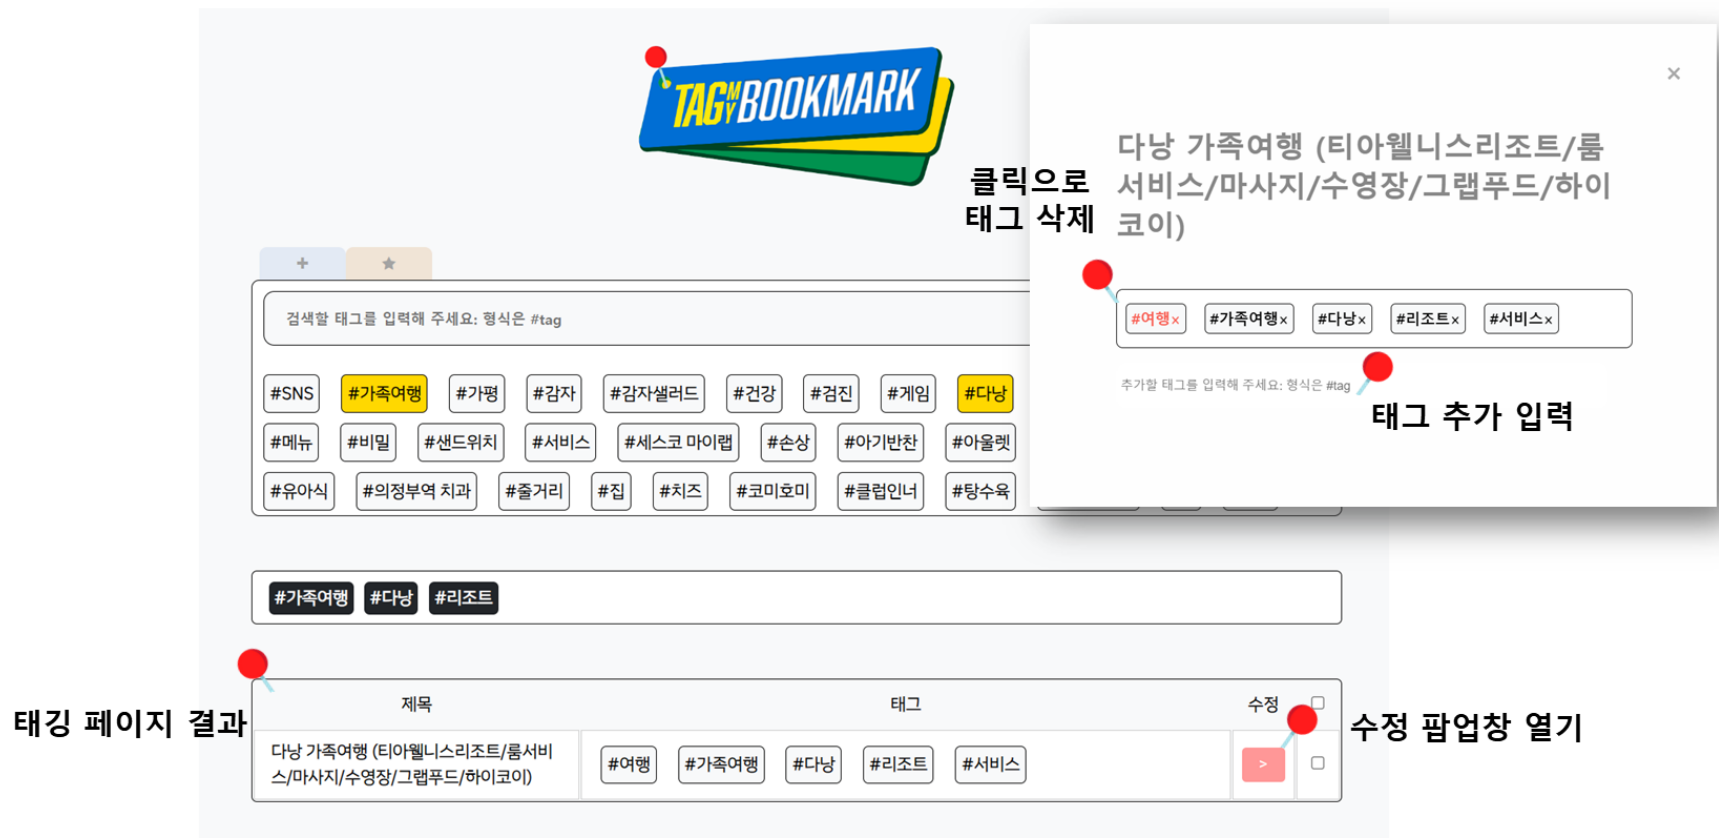 TAG MY BOOKMARK
×
다낭 가족여행 (티아웰니스리조트/룸
서비스/마사지/수영장/그랩푸드/하이
코이)
클릭으로
태그 삭제
#여행× #가족여행× #다낭× #리조트× #서비스×
추가할 태그를 입력해 주세요: 형식은 #tag
태그 추가 입력
+ ★
검색할 태그를 입력해 주세요: 형식은 #tag
#SNS #가족여행 #가평 #감자 #감자샐러드 #건강 #검진 #게임 #다낭
#메뉴 #비밀 #샌드위치 #서비스 #세스코 마이랩 #손상 #아기반찬 #아울렛
#유아식 #의정부역 치과 #줄거리 #집 #치즈 #코미호미 #클럽인너 #탕수육
#가족여행 #다낭 #리조트
태깅 페이지 결과
제목 태그 수정
다낭 가족여행 (티아웰니스리조트/룸서비
스/마사지/수영장/그랩푸드/하이코이)
#여행 #가족여행 #다낭 #리조트 #서비스 >
수정 팝업창 열기